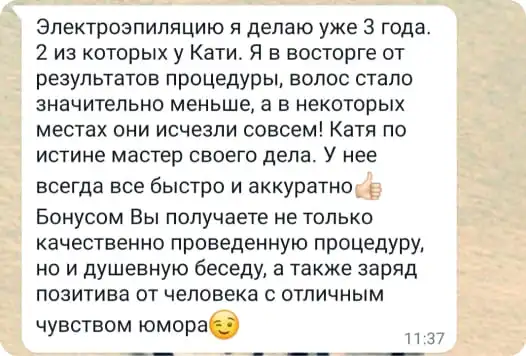 Электроэпиляцию я делаю уже 3 года.
2 из которых у Кати. Я в восторге от
результатов процедуры, волос стало
значительно меньше, а в некоторых
местах они исчезли совсем! Катя по
истине мастер своего дела. У нее
всегда все быстро и аккуратно👍🏻
Бонусом Вы получаете не только
качественно проведенную процедуру,
но и душевную беседу, а также заряд
позитива от человека с отличным
чувством юмора😉
11:37